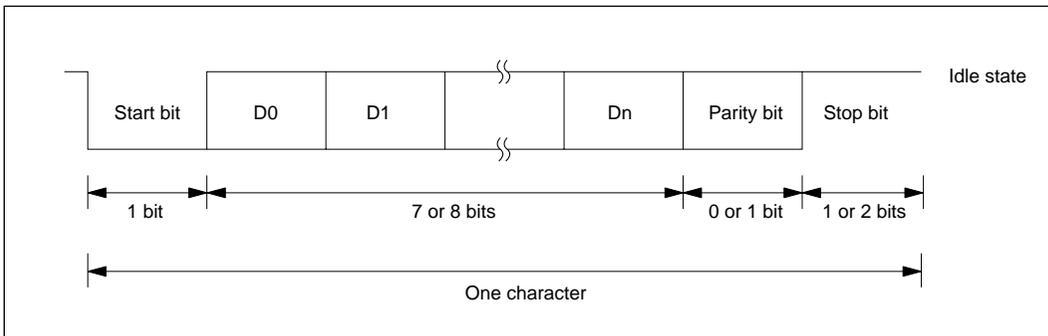 Idle state
Start bit
D0
D1
Dn
Parity bit
Stop bit
1 bit
7 or 8 bits
0 or 1 bit
1 or 2 bits
One character